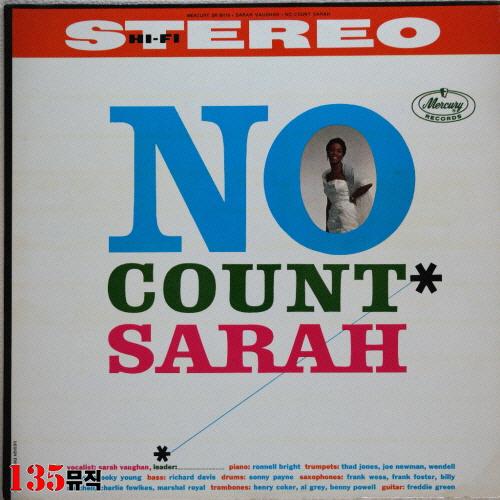 MERCURY SR 60116 • SARAH VAUGHAN • NO COUNT SARAH
STEREO
HI-FI
Mercury
RECORDS
NO
COUNT*
SARAH
*
vocalist: sarah vaughan, leader:.................... piano: ronnell bright trumpets: thad jones, joe newman, wendell
ooky young bass: richard davis drums: sonny payne saxophones: frank wess, frank foster, billy
charlie fowlkes, marshal royal trombones: henry coker, al grey, benny powell guitar: freddie green
135뮤직